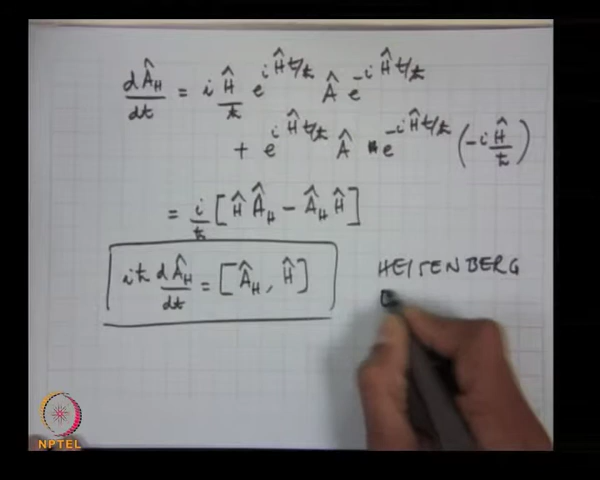 dÂ_H/dt = i Ĥ/ħ e^{iĤt/ħ} Â e^{-iĤt/ħ}
+ e^{iĤt/ħ} Â e^{-iĤt/ħ} (-i Ĥ/ħ)
= i/ħ [Ĥ Â_H - Â_H Ĥ]
iħ dÂ_H/dt = [Â_H, Ĥ]
HEISENBERG
NPTEL